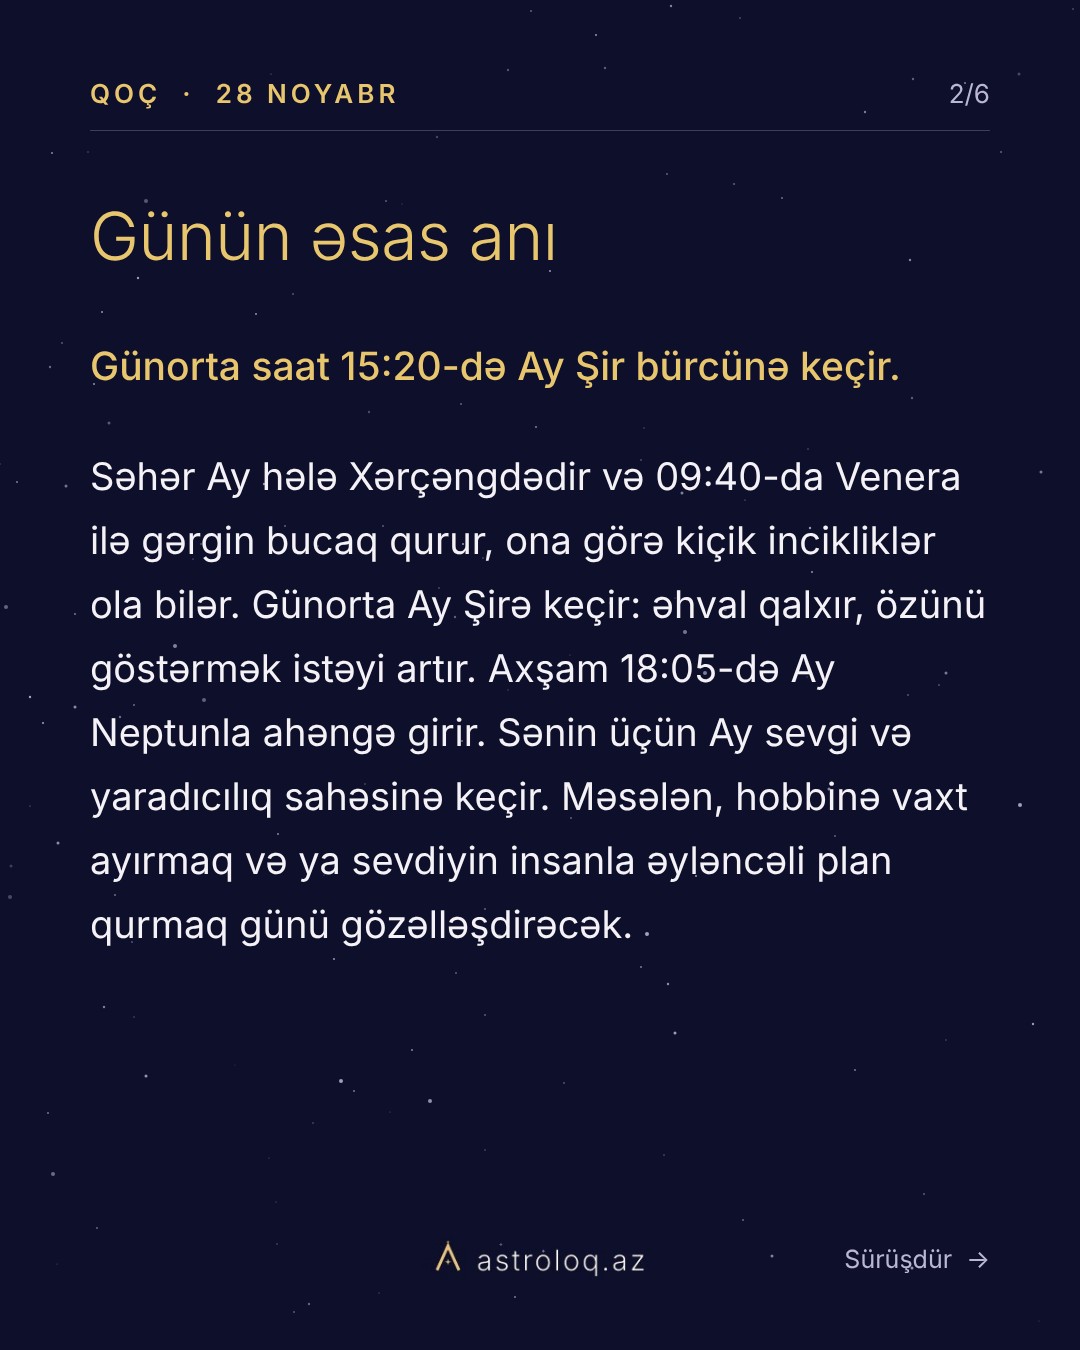 QOÇ · 28 NOYABR
2/6
Günün əsas anı
Günorta saat 15:20-də Ay Şir bürcünə keçir.
Səhər Ay hələ Xərçəngdədir və 09:40-da Venera
ilə gərgin bucaq qurur, ona görə kiçik inciklikləɾ
ola bilər. Günorta Ay Şirə keçir: əhval qalxır, özünü
göstərmək istəyi artır. Axşam 18:05-də Ay
Neptunla ahəngə girir. Sənin üçün Ay sevgi və
yaradıcılıq sahəsinə keçir. Məsələn, hobbinə vaxt
ayırmaq və ya sevdiyin insanla əyləncəli plan
qurmaq günü gözəlləşdirəcək.
astroloq.az
Sürüşdür →